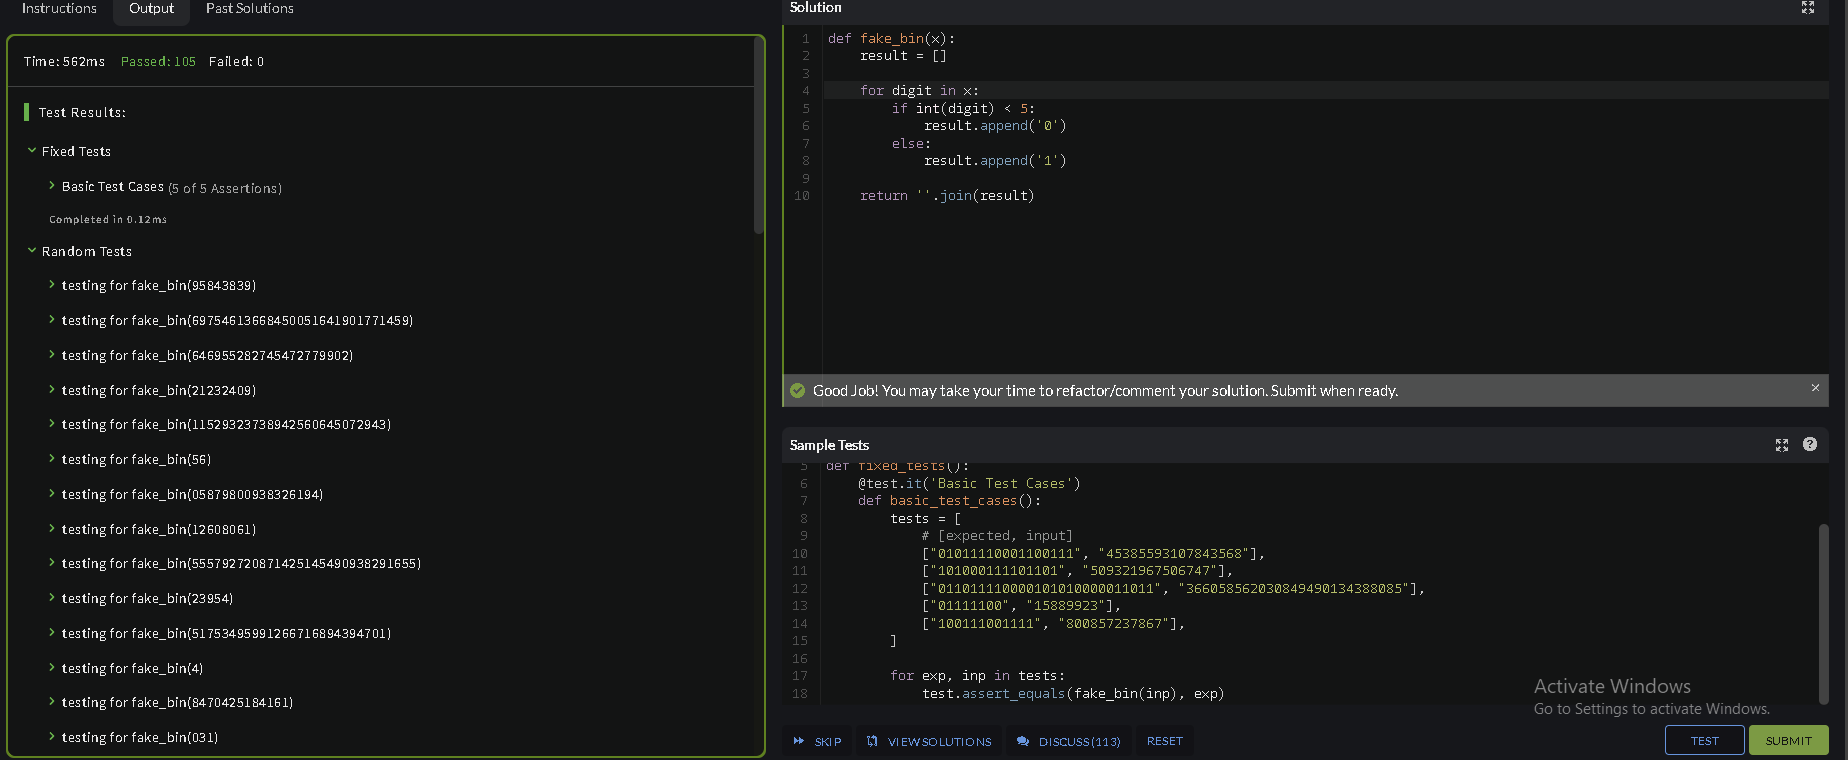 Instructions
Output
Past Solutions
Time: 562ms Passed: 105 Failed: 0
Test Results:
Fixed Tests
Basic Test Cases (5 of 5 Assertions)
Completed in 0.12ms
Random Tests
testing for fake_bin(95843839)
testing for fake_bin(69754613668450051641901771459)
testing for fake_bin(646955282745472779902)
testing for fake_bin(21232409)
testing for fake_bin(11529323738942560645072943)
testing for fake_bin(56)
testing for fake_bin(05879800938326194)
testing for fake_bin(12608061)
testing for fake_bin(555792720871425145490938291655)
testing for fake_bin(23954)
testing for fake_bin(51753495991266716894394701)
testing for fake_bin(4)
testing for fake_bin(8470425184161)
testing for fake_bin(031)
Solution
1 def fake_bin(x):
2     result = []
3
4     for digit in x:
5         if int(digit) < 5:
6             result.append('0')
7         else:
8             result.append('1')
9
10     return ''.join(result)
Good Job! You may take your time to refactor/comment your solution. Submit when ready.
Sample Tests
5 def fixed_tests():
6     @test.it('Basic Test Cases')
7     def basic_test_cases():
8         tests = [
9             # [expected, input]
10             ["01011110001100111", "45385593107843568"],
11             ["101000111101101", "509321967506747"],
12             ["011011110000101010000011011", "366058562030849490134388085"],
13             ["01111100", "15889923"],
14             ["100111001111", "800857237867"],
15         ]
16
17         for exp, inp in tests:
18             test.assert_equals(fake_bin(inp), exp)
Activate Windows
Go to Settings to activate Windows.
SKIP
VIEW SOLUTIONS
DISCUSS (113)
RESET
TEST
SUBMIT